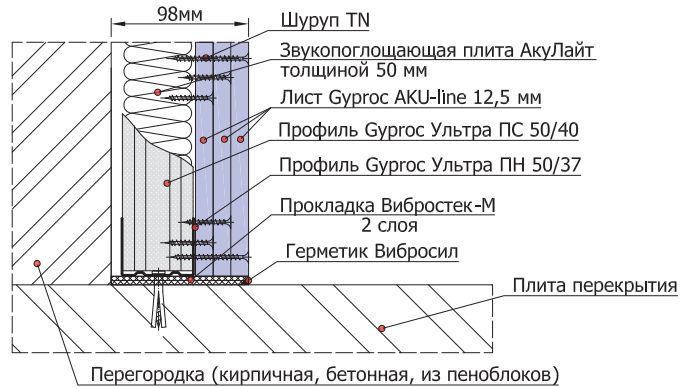 98мм
Шуруп TN
Звукопоглощающая плита АкуЛайт
толщиной 50 мм
Лист Gyproc AKU-line 12,5 мм
Профиль Gyproc Ультра ПС 50/40
Профиль Gyproc Ультра ПН 50/37
Прокладка Вибростек-М
2 слоя
Герметик Вибросил
Плита перекрытия
Перегородка (кирпичная, бетонная, из пеноблоков)